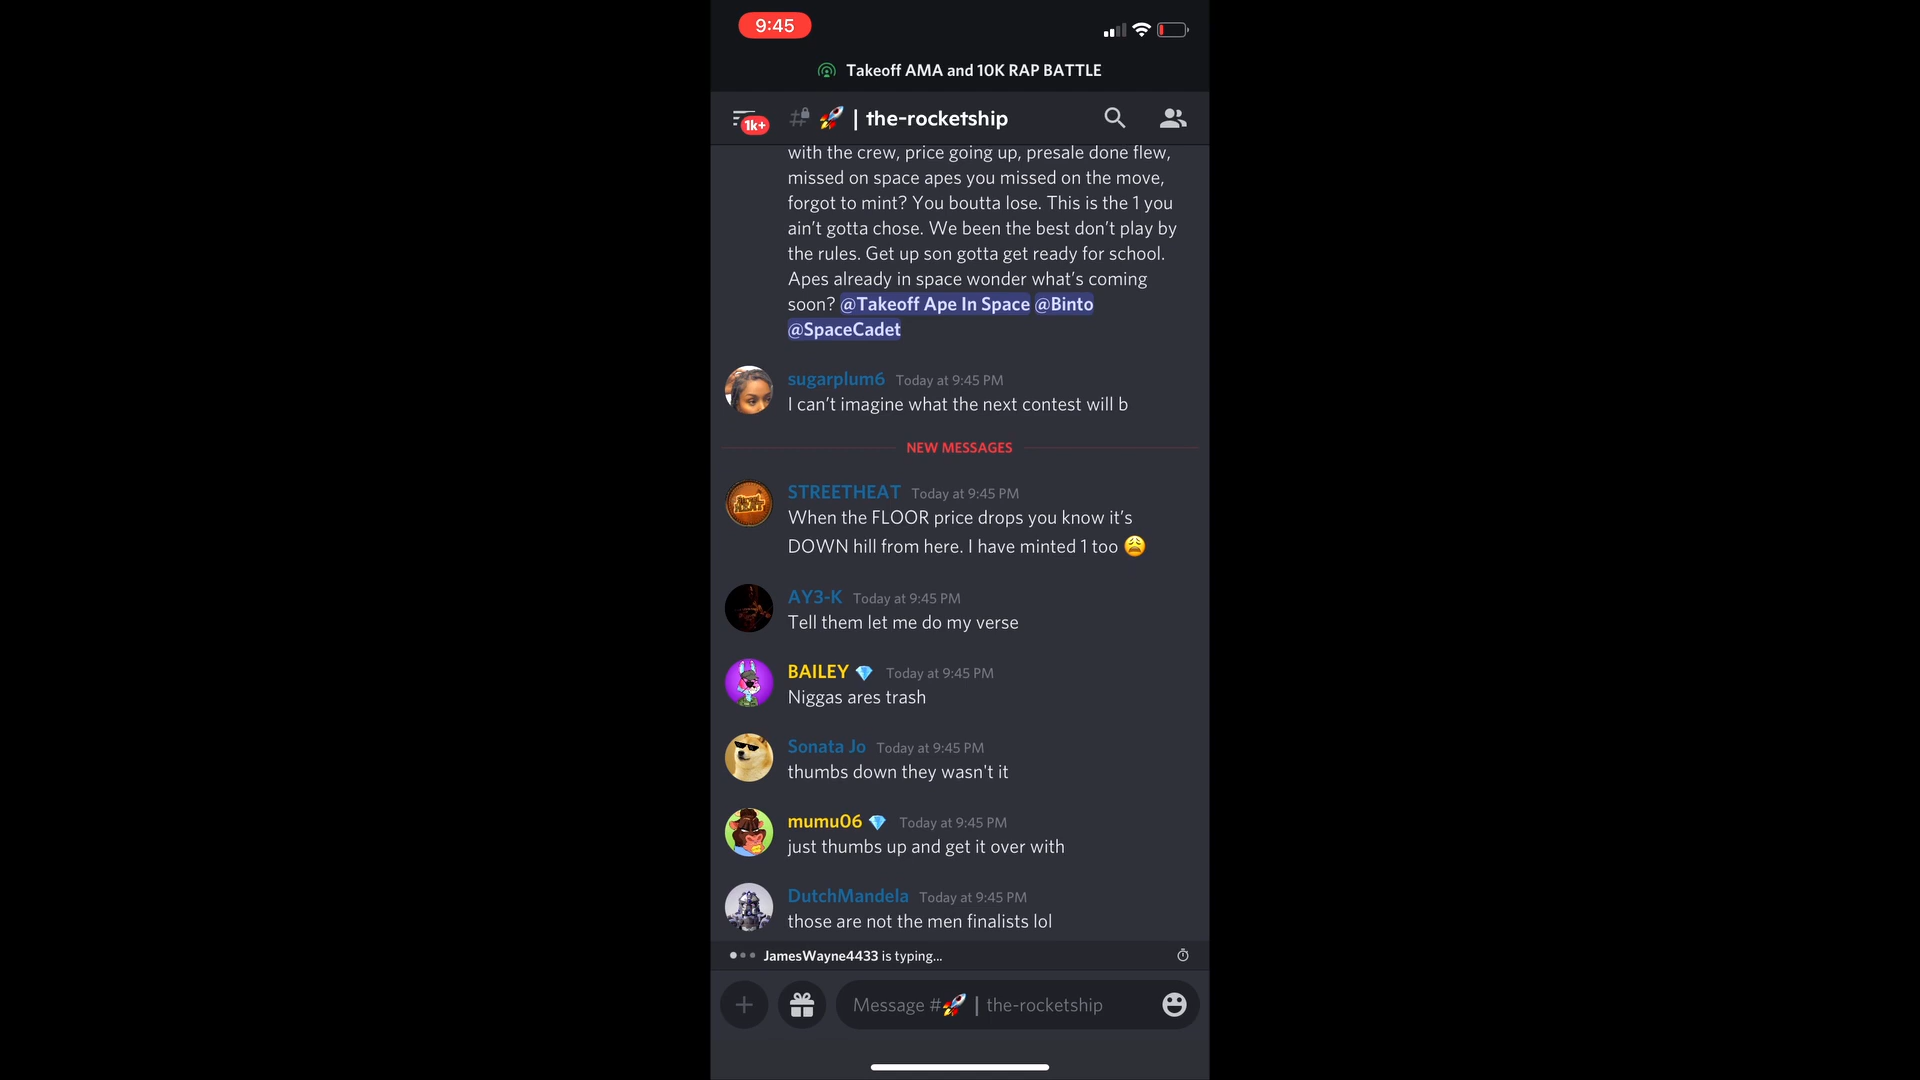 9:45
Takeoff AMA and 10K RAP BATTLE
1k+
#🚀 | the-rocketship
with the crew, price going up, presale done flew,
missed on space apes you missed on the move,
forgot to mint? You boutta lose. This is the 1 you
ain't gotta chose. We been the best don't play by
the rules. Get up son gotta get ready for school.
Apes already in space wonder what's coming
soon? @Takeoff Ape In Space @Binto
@SpaceCadet
sugarplum6 Today at 9:45 PM
I can't imagine what the next contest will b
NEW MESSAGES
STREETHEAT Today at 9:45 PM
When the FLOOR price drops you know it's
DOWN hill from here. I have minted 1 too 😩
AY3-K Today at 9:45 PM
Tell them let me do my verse
BAILEY 💎 Today at 9:45 PM
Niggas ares trash
Sonata Jo Today at 9:45 PM
thumbs down they wasn't it
mumu06 💎 Today at 9:45 PM
just thumbs up and get it over with
DutchMandela Today at 9:45 PM
those are not the men finalists lol
JamesWayne4433 is typing...
Message #🚀 | the-rocketship